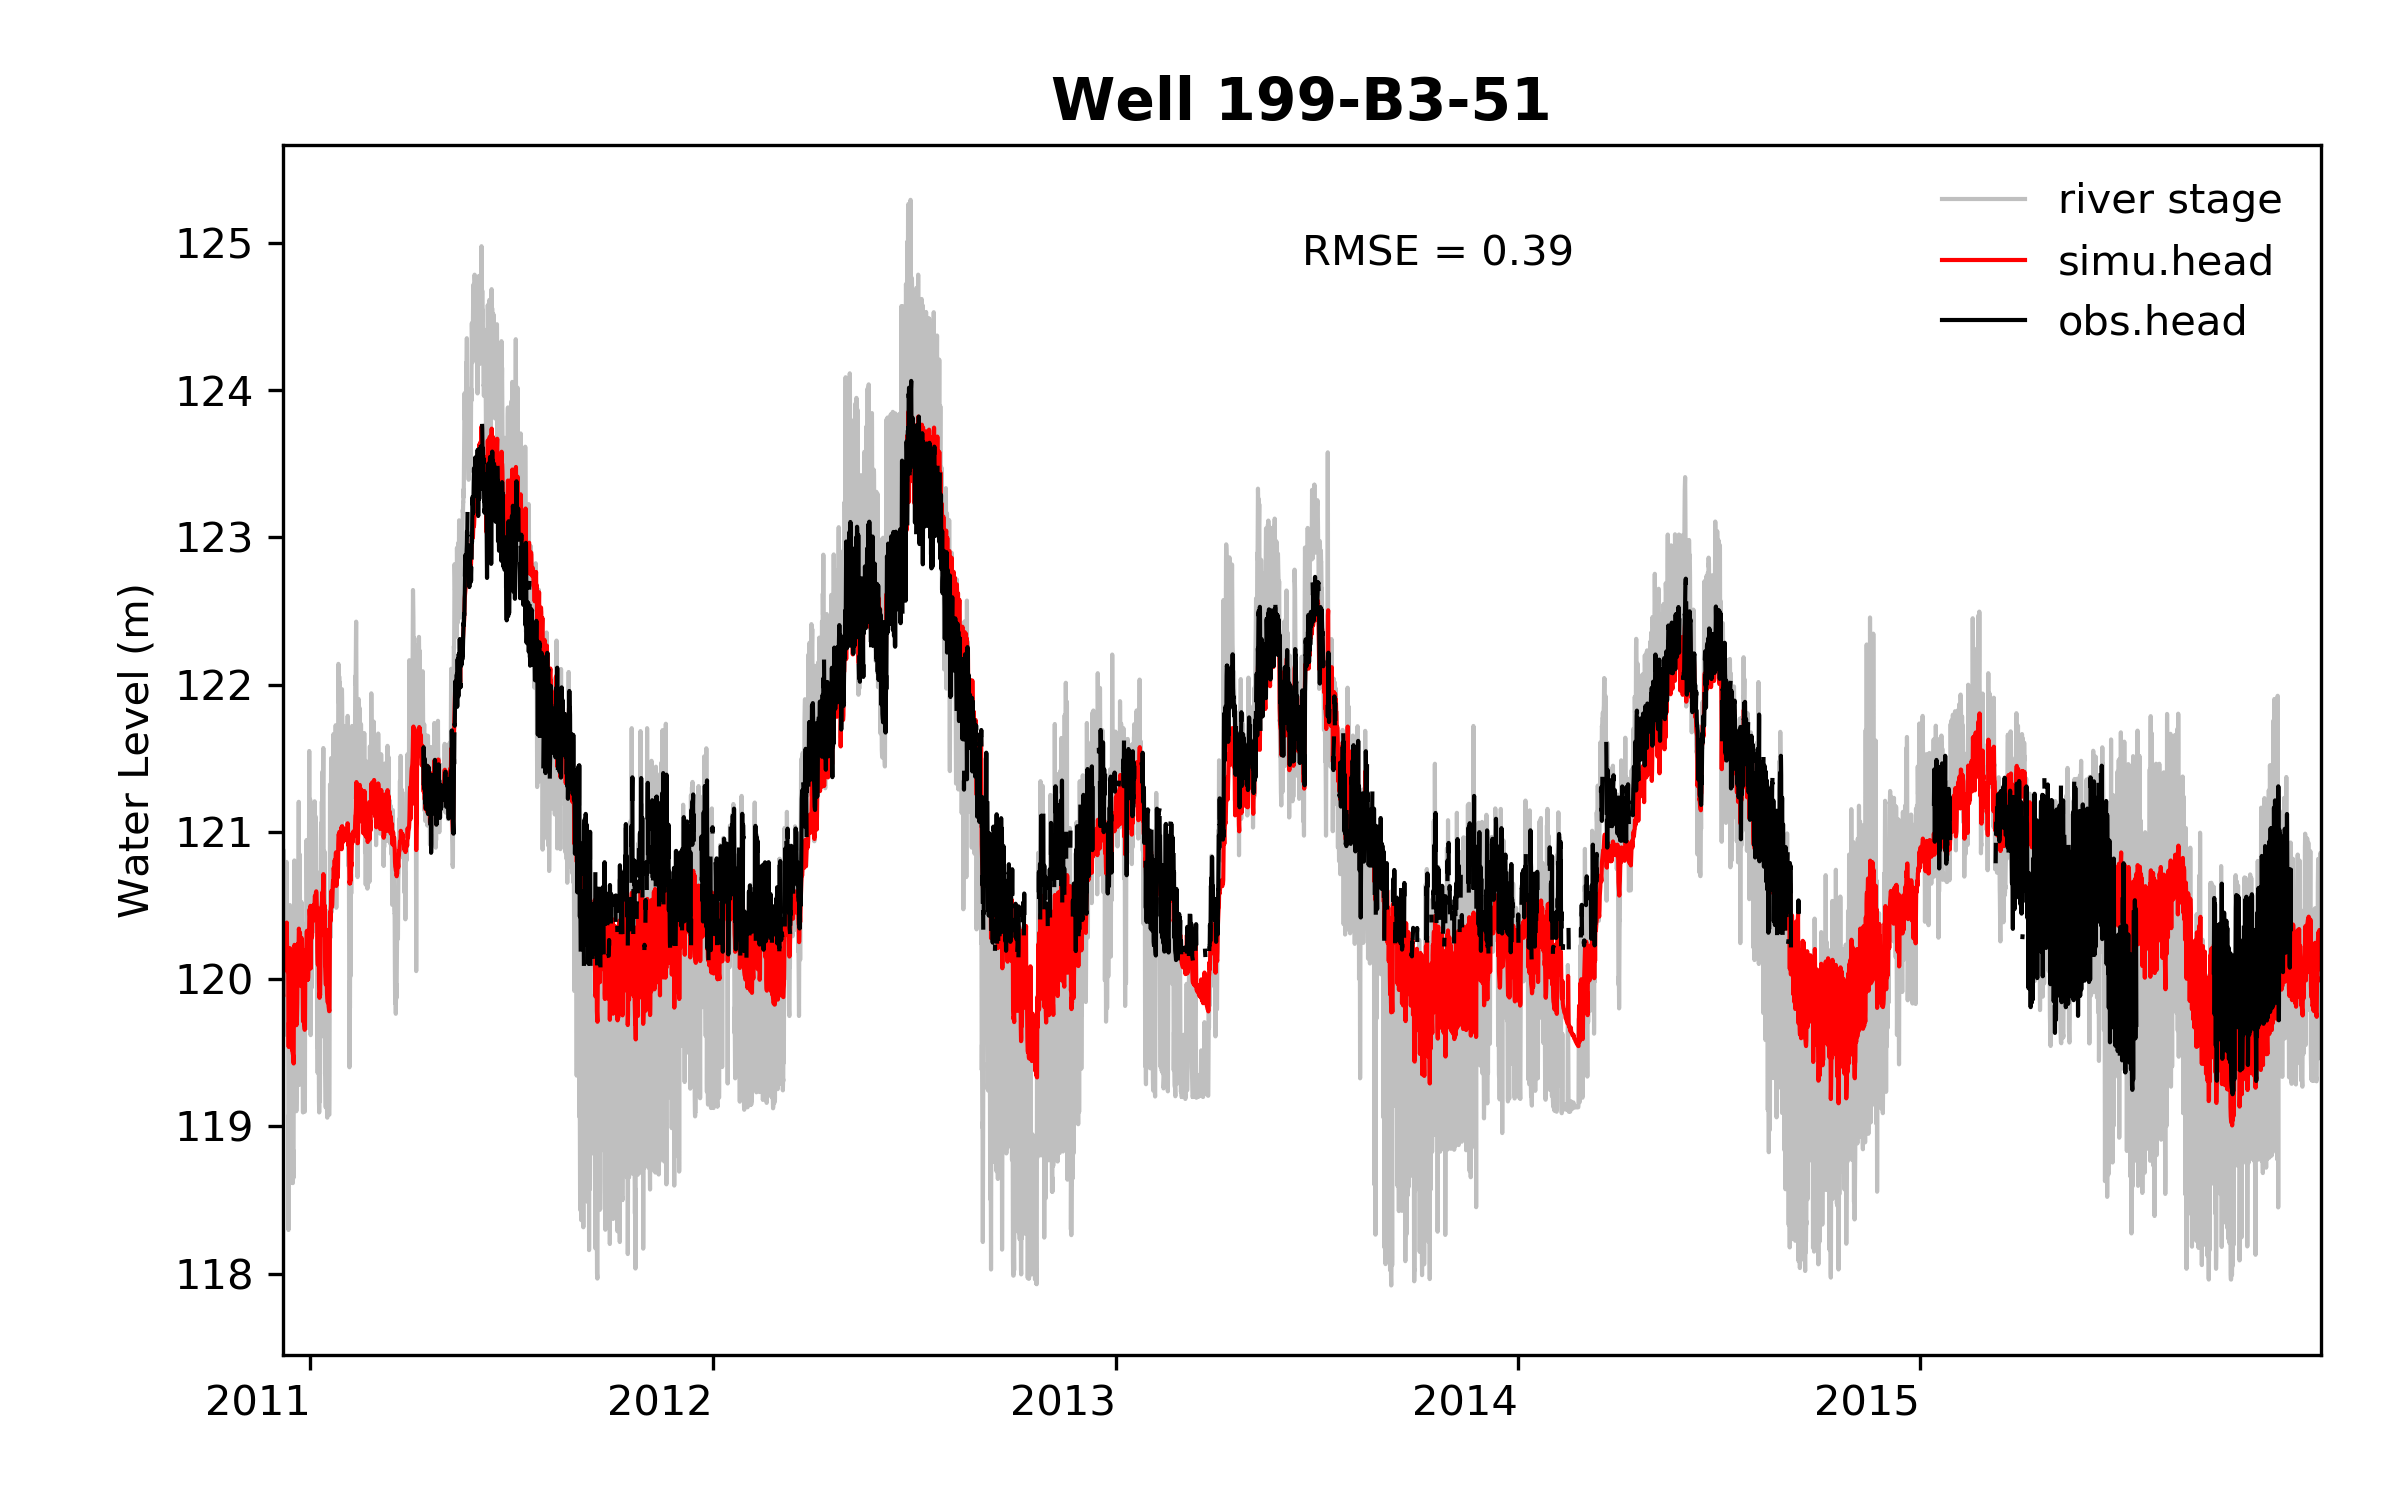 Well 199-B3-51
river stage
RMSE = 0.39
simu.head
obs.head
125
124
123
122
121
120
119
118
Water Level (m)
2011
2012
2013
2014
2015